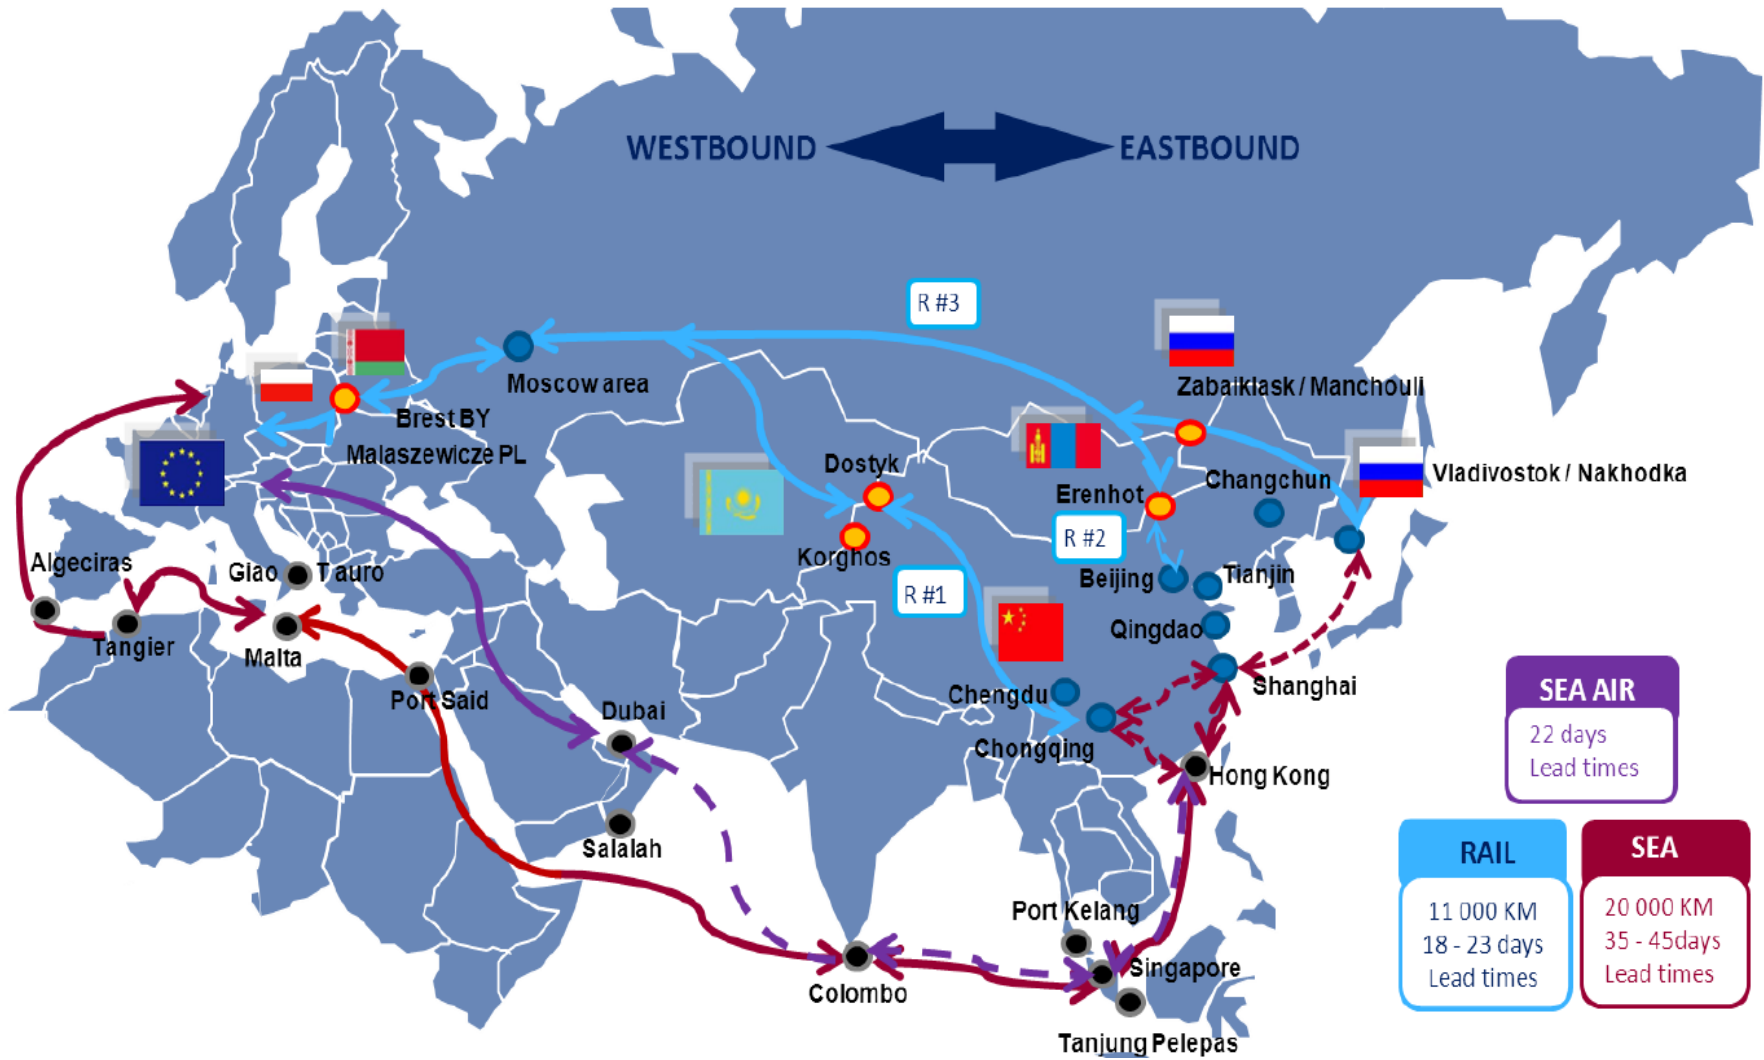 WESTBOUND
EASTBOUND
R #3
Zabaiklask / Manchouli
Moscow area
Brest BY
Malaszewicze PL
Dostyk
Erenhot
Changchun
Vladivostok / Nakhodka
R #2
Korghos
Algeciras
Giao Tauro
R #1
Beijing
Tianjin
Qingdao
Tangier
Malta
Port Said
Dubai
Chengdu
Shanghai
Chongqing
Hong Kong
Salalah
Port Kelang
Singapore
Colombo
Tanjung Pelepas
SEA AIR
22 days
Lead times
RAIL
11 000 KM
18 - 23 days
Lead times
SEA
20 000 KM
35 - 45days
Lead times